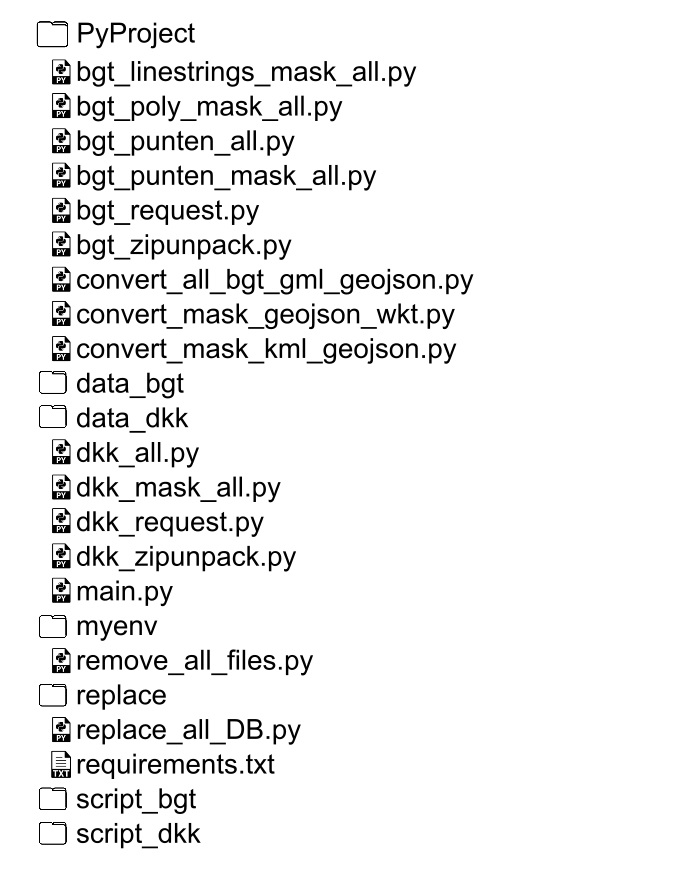 PyProject
bgt_linestrings_mask_all.py
bgt_poly_mask_all.py
bgt_punten_all.py
bgt_punten_mask_all.py
bgt_request.py
bgt_zipunpack.py
convert_all_bgt_gml_geojson.py
convert_mask_geojson_wkt.py
convert_mask_kml_geojson.py
data_bgt
data_dkk
dkk_all.py
dkk_mask_all.py
dkk_request.py
dkk_zipunpack.py
main.py
myenv
remove_all_files.py
replace
replace_all_DB.py
requirements.txt
script_bgt
script_dkk